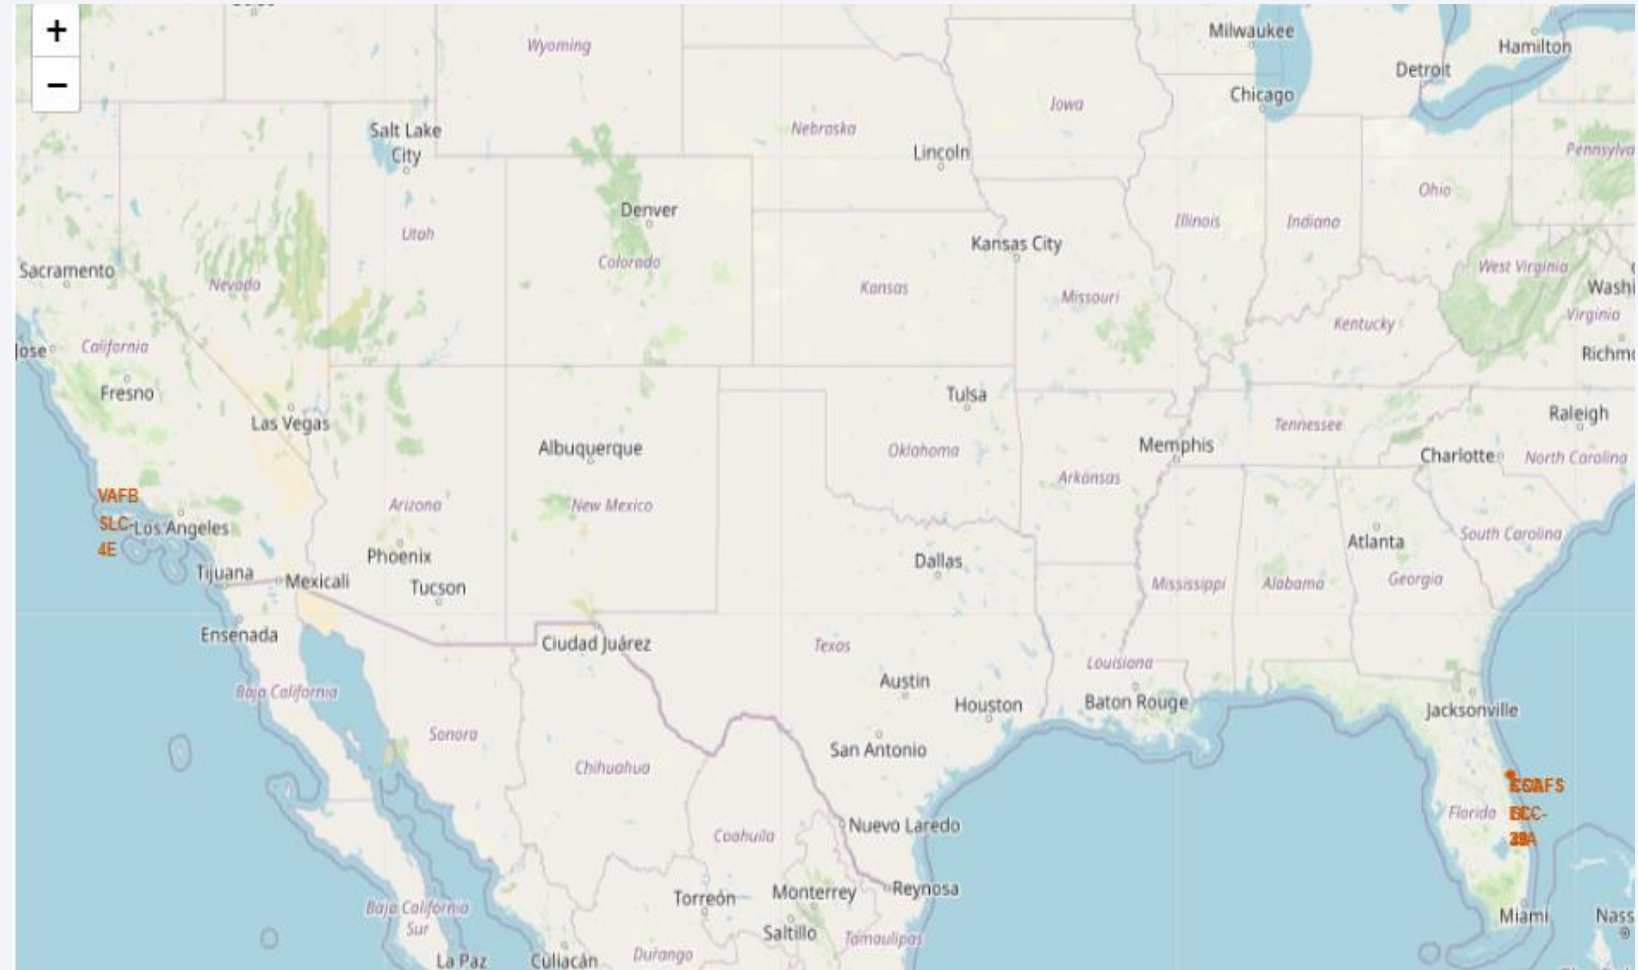 +
Wyoming
Milwaukee
Hamilton
Detroit
−
Chicago
Iowa
Salt Lake
City
Nebraska
Lincoln
Pennsylva
Ohio
Denver
Utah
Illinois
Indiana
Kansas City
Colorado
Sacramento
Nevada
Kansas
Missouri
West Virginia
Washi
Virginia
Kentucky
Jose
California
Richmo
Fresno
Las Vegas
Tulsa
Raleigh
Tennessee
Albuquerque
Oklahoma
Memphis
Charlotte
North Carolina
Arkansas
VAFB
SLC-
4E
Los Angeles
Arizona
New Mexico
Phoenix
Dallas
Atlanta
South Carolina
Tijuana
Mexicali
Tucson
Mississippi
Alabama
Georgia
Ensenada
Ciudad Juárez
Texas
Louisiana
Austin
Baja California
Houston
Baton Rouge
Jacksonville
Sonora
San Antonio
Chihuahua
Florida
Coahuila
Nuevo Laredo
Torreón
Monterrey
Reynosa
Baja California
Sur
Miami
Nass
Saltillo
Tamaulipas
La Paz
Culiacán
Durango